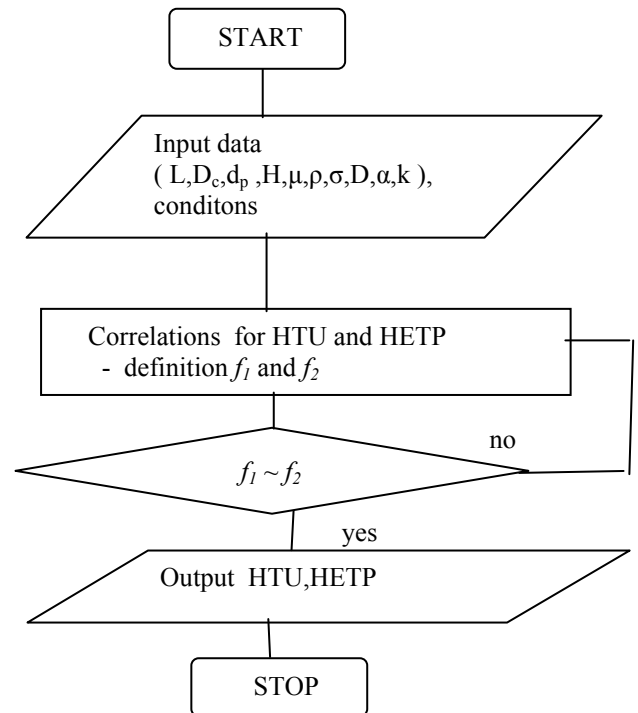 START
Input data
( L,Dc,dp ,H,μ,ρ,σ,D,α,k ),
conditons
Correlations for HTU and HETP
- definition f1 and f2
no
f1 ~ f2
yes
Output HTU,HETP
STOP